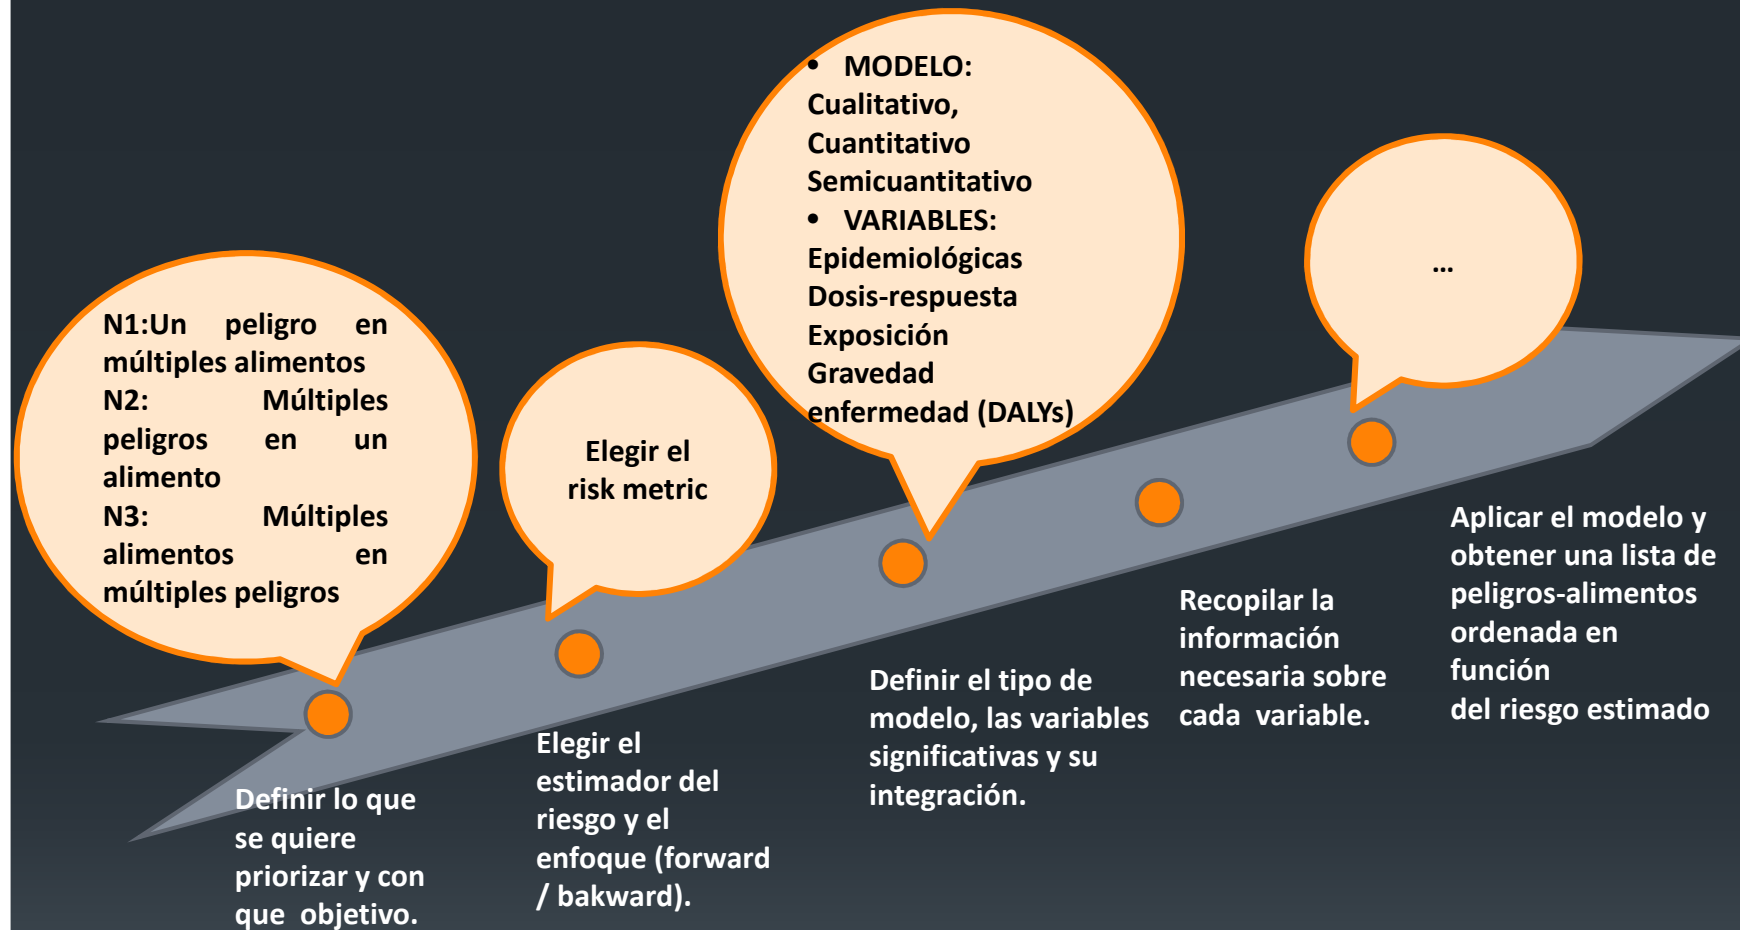 N1:Un peligro en
múltiples alimentos
N2: Múltiples
peligros en un
alimento
N3: Múltiples
alimentos en
múltiples peligros
Elegir el
risk metric
• MODELO:
Cualitativo,
Cuantitativo
Semicuantitativo
• VARIABLES:
Epidemiológicas
Dosis-respuesta
Exposición
Gravedad
enfermedad (DALYs)
...
Definir lo que
se quiere
priorizar y con
que objetivo.
Elegir el
estimador del
riesgo y el
enfoque (forward
/ bakward).
Definir el tipo de
modelo, las variables
significativas y su
integración.
Recopilar la
información
necesaria sobre
cada variable.
Aplicar el modelo y
obtener una lista de
peligros-alimentos
ordenada en
función
del riesgo estimado